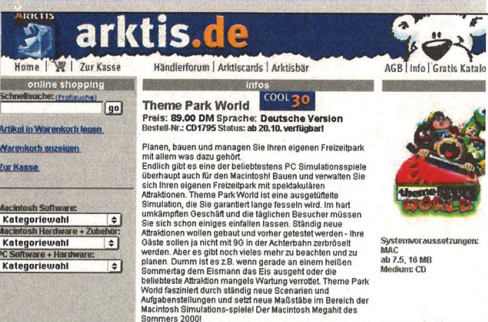 ARKTIS
arktis.de
Home | Zur Kasse
Händlerforum | Arktiscards | Arktisbär
AGB | Info | Gratis Katalo
online shopping
infos
Schnellsuche: (Profisuche)
go
Artikel in Warenkorb legen
Warenkorb anzeigen
Zur Kasse
Macintosh Software:
Kategoriewahl
Macintosh Hardware + Zubehör:
Kategoriewahl
PC Software + Hardware:
Kategoriewahl
Theme Park World
COOL 30
Preis: 89.00 DM Sprache: Deutsche Version
Bestell-Nr.: CD1795 Status: ab 20.10. verfügbar!
Planen, bauen und managen Sie Ihren eigenen Freizeitpark
mit allem was dazu gehört.
Endlich gibt es eine der beliebtestens PC Simulationsspiele
überhaupt auch für den Macintosh! Bauen und verwalten Sie
sich Ihren eigenen Freizeitpark mit spektakulären
Attraktionen. Theme Park World ist eine ausgetüftelte
Simulation, die Sie garantiert lange fesseln wird. Im hart
umkämpften Geschäft und die täglichen Besucher müssen
Sie sich schon einiges einfallen lassen. Ständig neue
Attraktionen wollen gebaut und vorher getestet werden - Ihre
Gäste sollen ja nicht mit 9G in der Achterbahn zerbröselt
werden. Aber es gibt noch vieles mehr zu beachten und zu
planen. Dumm ist es z.B. wenn gerade an einem heißen
Sommertag dem Eismann das Eis ausgeht oder die
beliebteste Attraktion mangels Wartung verrottet. Theme Park
World fasziniert durch ständig neue Scenarien und
Aufgabenstellungen und setzt neue Maßstäbe im Bereich der
Macintosh Simulations-spiele! Der Macintosh Megahit des
Sommers 2000!
theme park
WORLD
Systemvoraussetzungen:
MAC
ab 7.5, 16 MB
Medium: CD